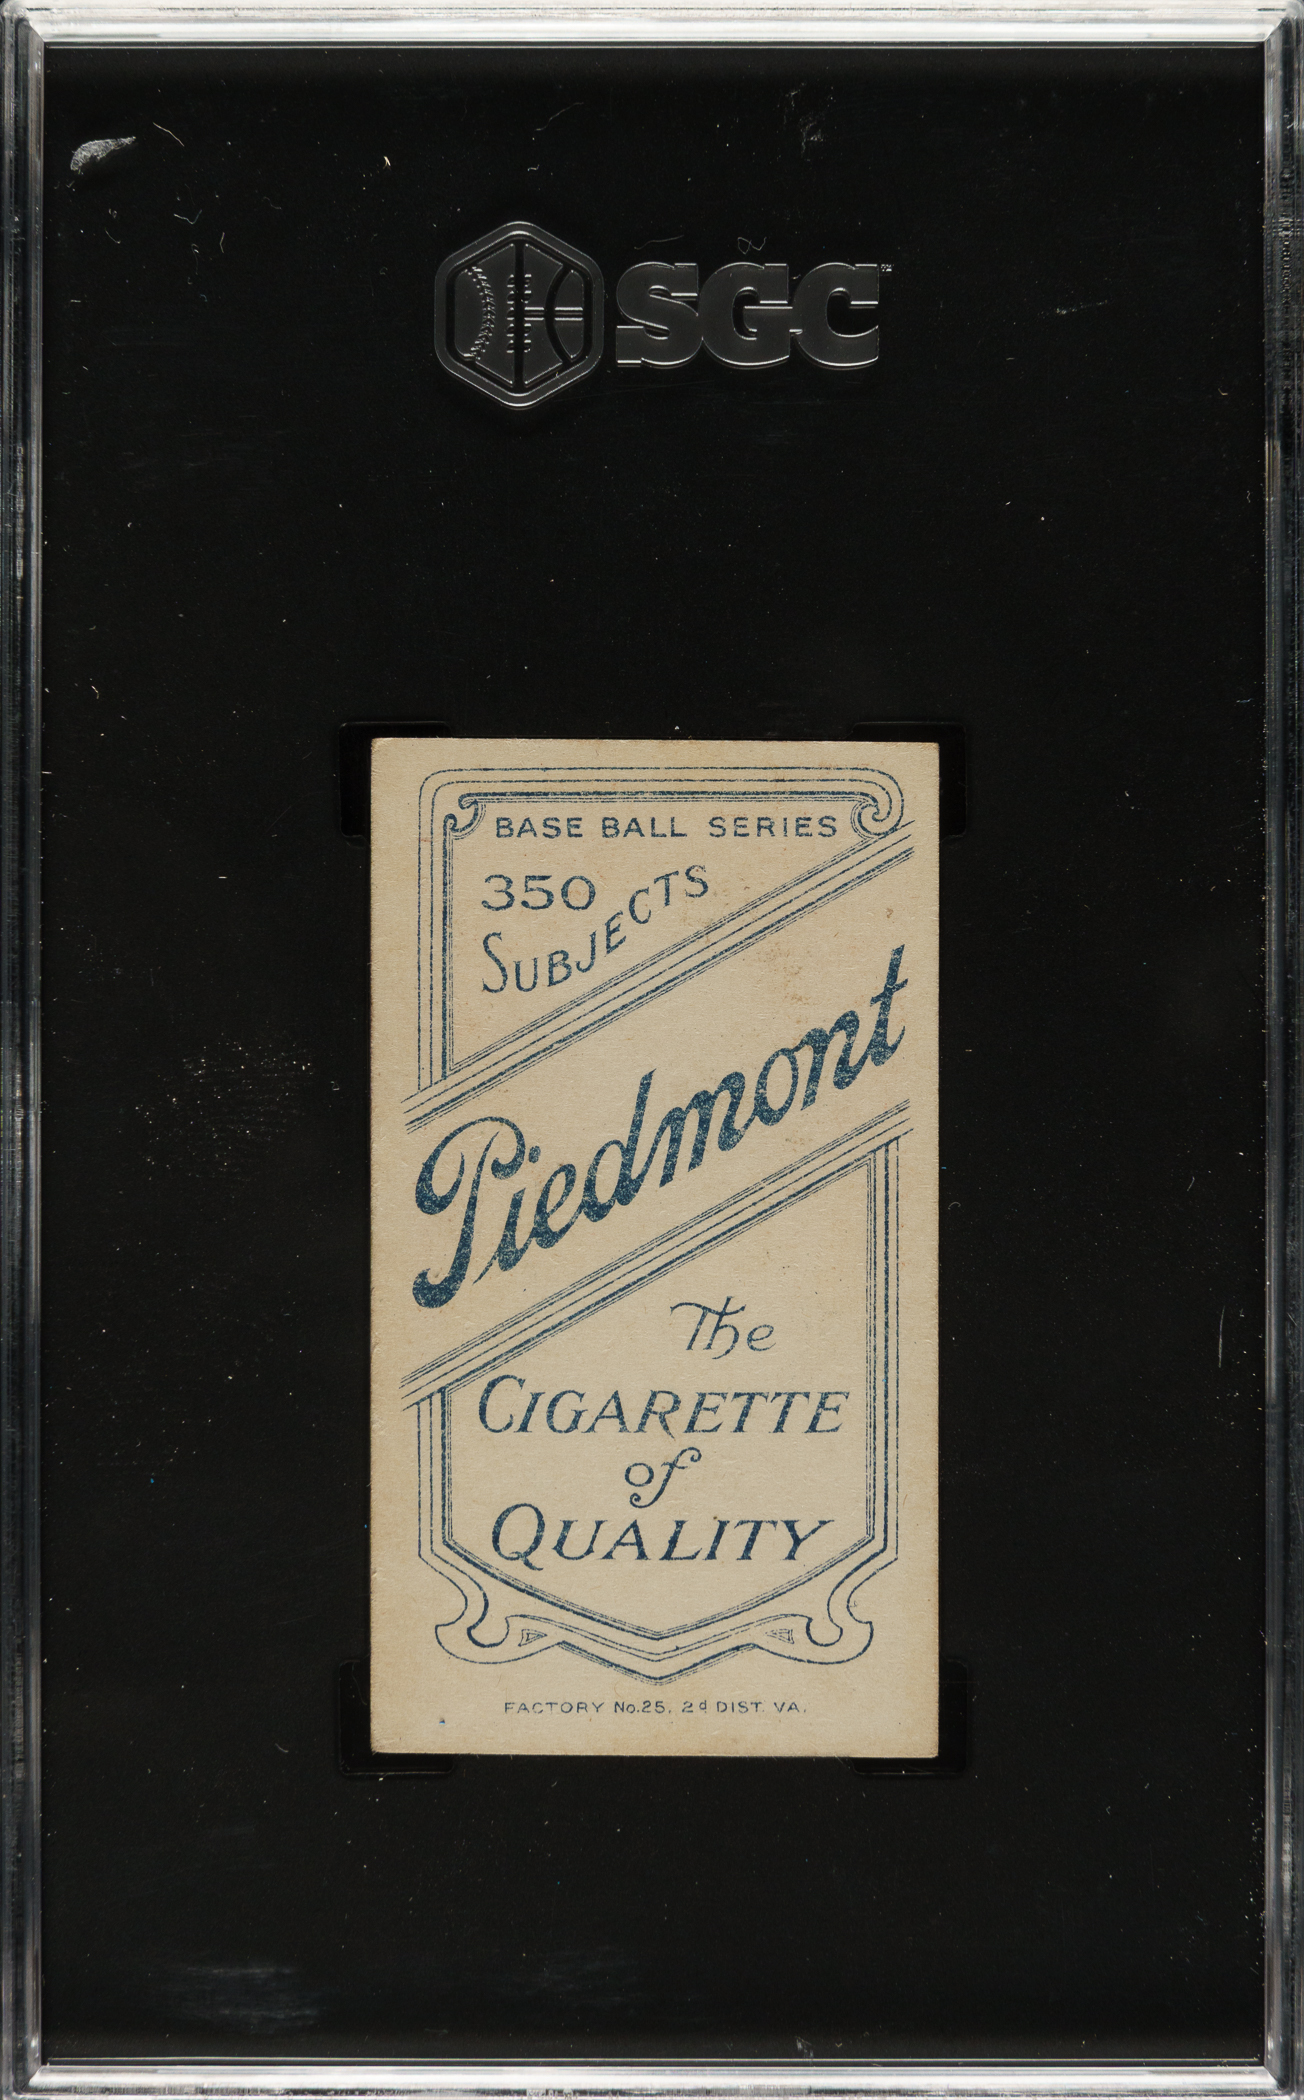 SGC
BASE BALL SERIES
350
SUBJECTS
Piedmont
The
CIGARETTE
of
QUALITY
FACTORY No.25, 2d DIST. VA.